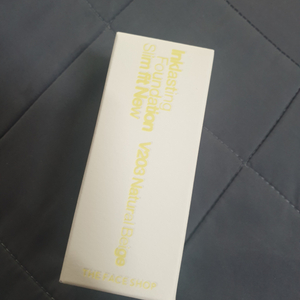 Inklasting
Foundation
Slim fit New V203 Natural Beige
THE FACE SHOP